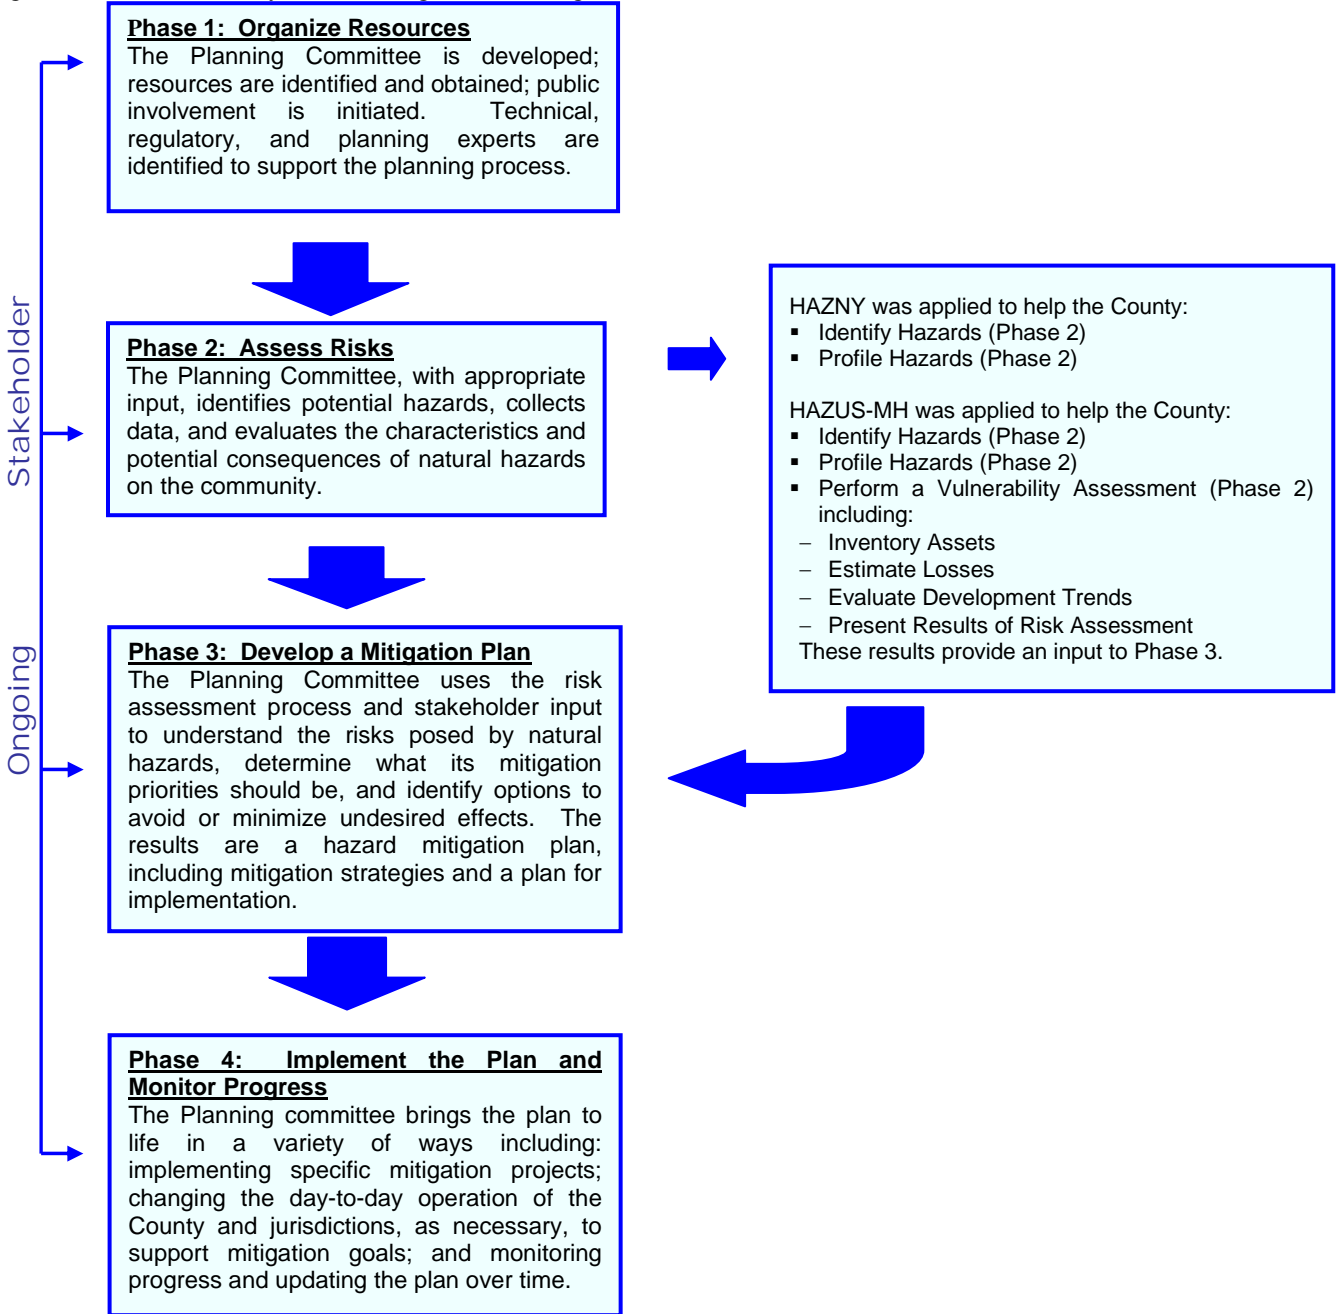 Phase 1: Organize Resources
The Planning Committee is developed;
resources are identified and obtained; public
involvement is initiated. Technical,
regulatory, and planning experts are
identified to support the planning process.
Phase 2: Assess Risks
The Planning Committee, with appropriate
input, identifies potential hazards, collects
data, and evaluates the characteristics and
potential consequences of natural hazards
on the community.
HAZNY was applied to help the County:
▪ Identify Hazards (Phase 2)
▪ Profile Hazards (Phase 2)
HAZUS-MH was applied to help the County:
▪ Identify Hazards (Phase 2)
▪ Profile Hazards (Phase 2)
▪ Perform a Vulnerability Assessment (Phase 2)
including:
– Inventory Assets
– Estimate Losses
– Evaluate Development Trends
– Present Results of Risk Assessment
These results provide an input to Phase 3.
Phase 3: Develop a Mitigation Plan
The Planning Committee uses the risk
assessment process and stakeholder input
to understand the risks posed by natural
hazards, determine what its mitigation
priorities should be, and identify options to
avoid or minimize undesired effects. The
results are a hazard mitigation plan,
including mitigation strategies and a plan for
implementation.
Phase 4: Implement the Plan and
Monitor Progress
The Planning committee brings the plan to
life in a variety of ways including:
implementing specific mitigation projects;
changing the day-to-day operation of the
County and jurisdictions, as necessary, to
support mitigation goals; and monitoring
progress and updating the plan over time.
Ongoing Stakeholder